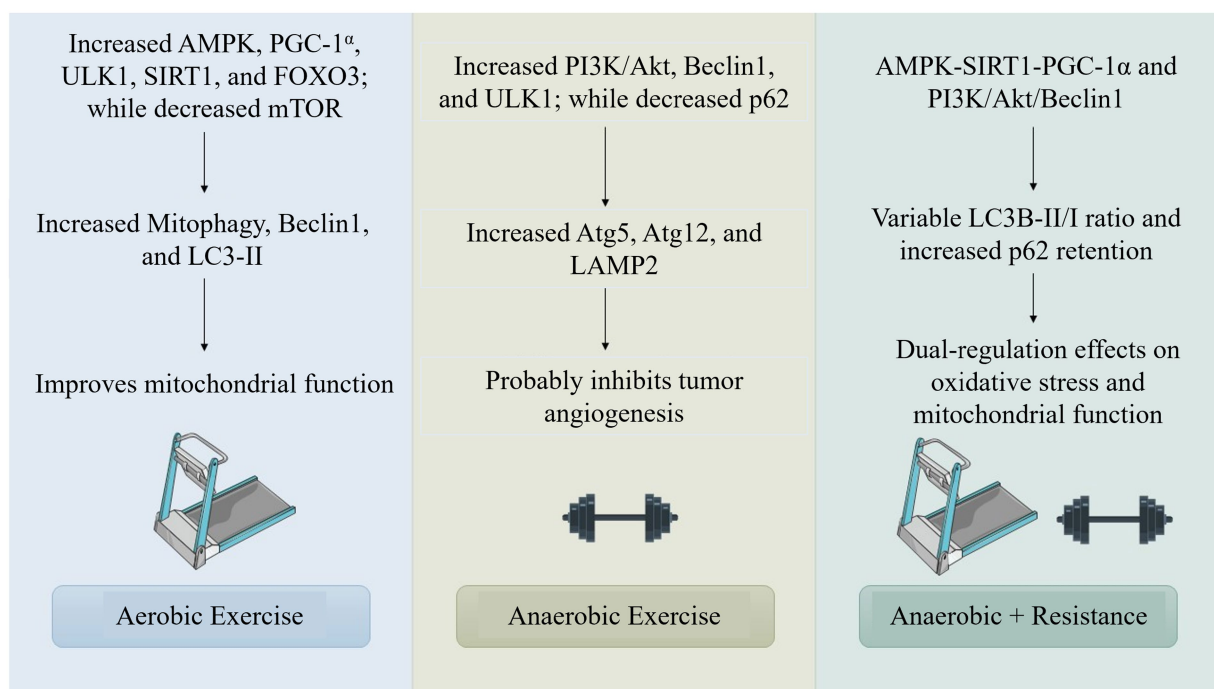 Increased AMPK, PGC-1ᵅ,
ULK1, SIRT1, and FOXO3;
while decreased mTOR
Increased Mitophagy, Beclin1,
and LC3-II
Improves mitochondrial function
Aerobic Exercise
Increased PI3K/Akt, Beclin1,
and ULK1; while decreased p62
Increased Atg5, Atg12, and
LAMP2
Probably inhibits tumor
angiogenesis
Anaerobic Exercise
AMPK-SIRT1-PGC-1α and
PI3K/Akt/Beclin1
Variable LC3B-II/I ratio and
increased p62 retention
Dual-regulation effects on
oxidative stress and
mitochondrial function
Anaerobic + Resistance